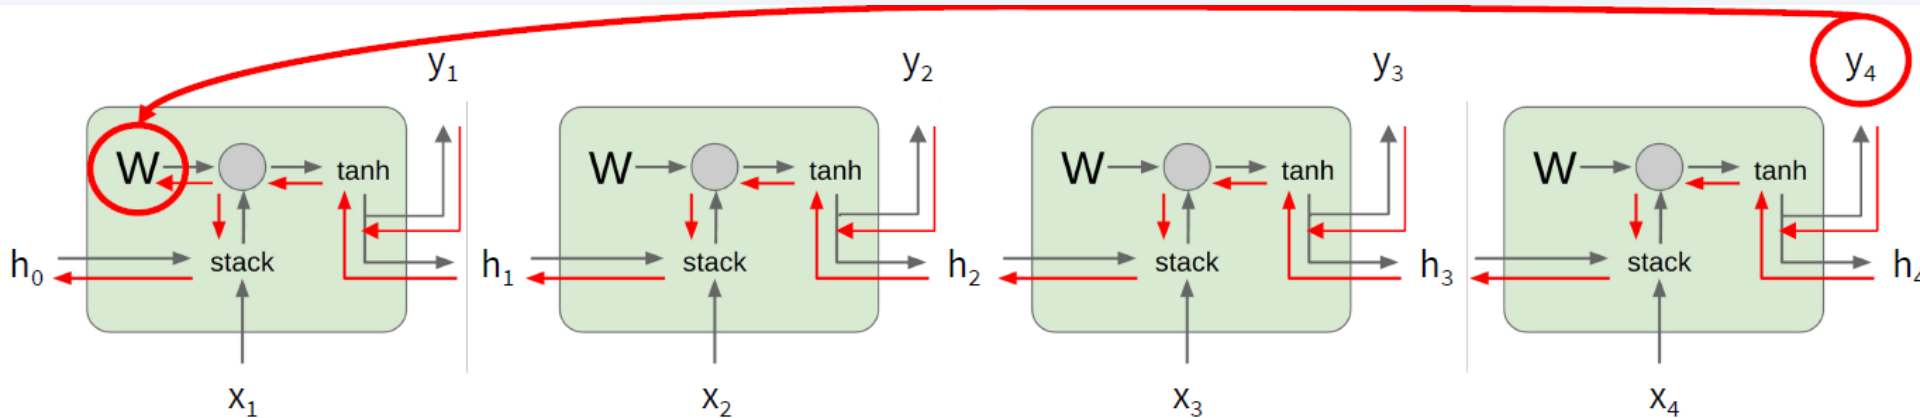 y₁ y₂ y₃ y₄
W tanh W tanh W tanh W tanh
h₀ stack h₁ stack h₂ stack h₃ stack h₄
x₁ x₂ x₃ x₄